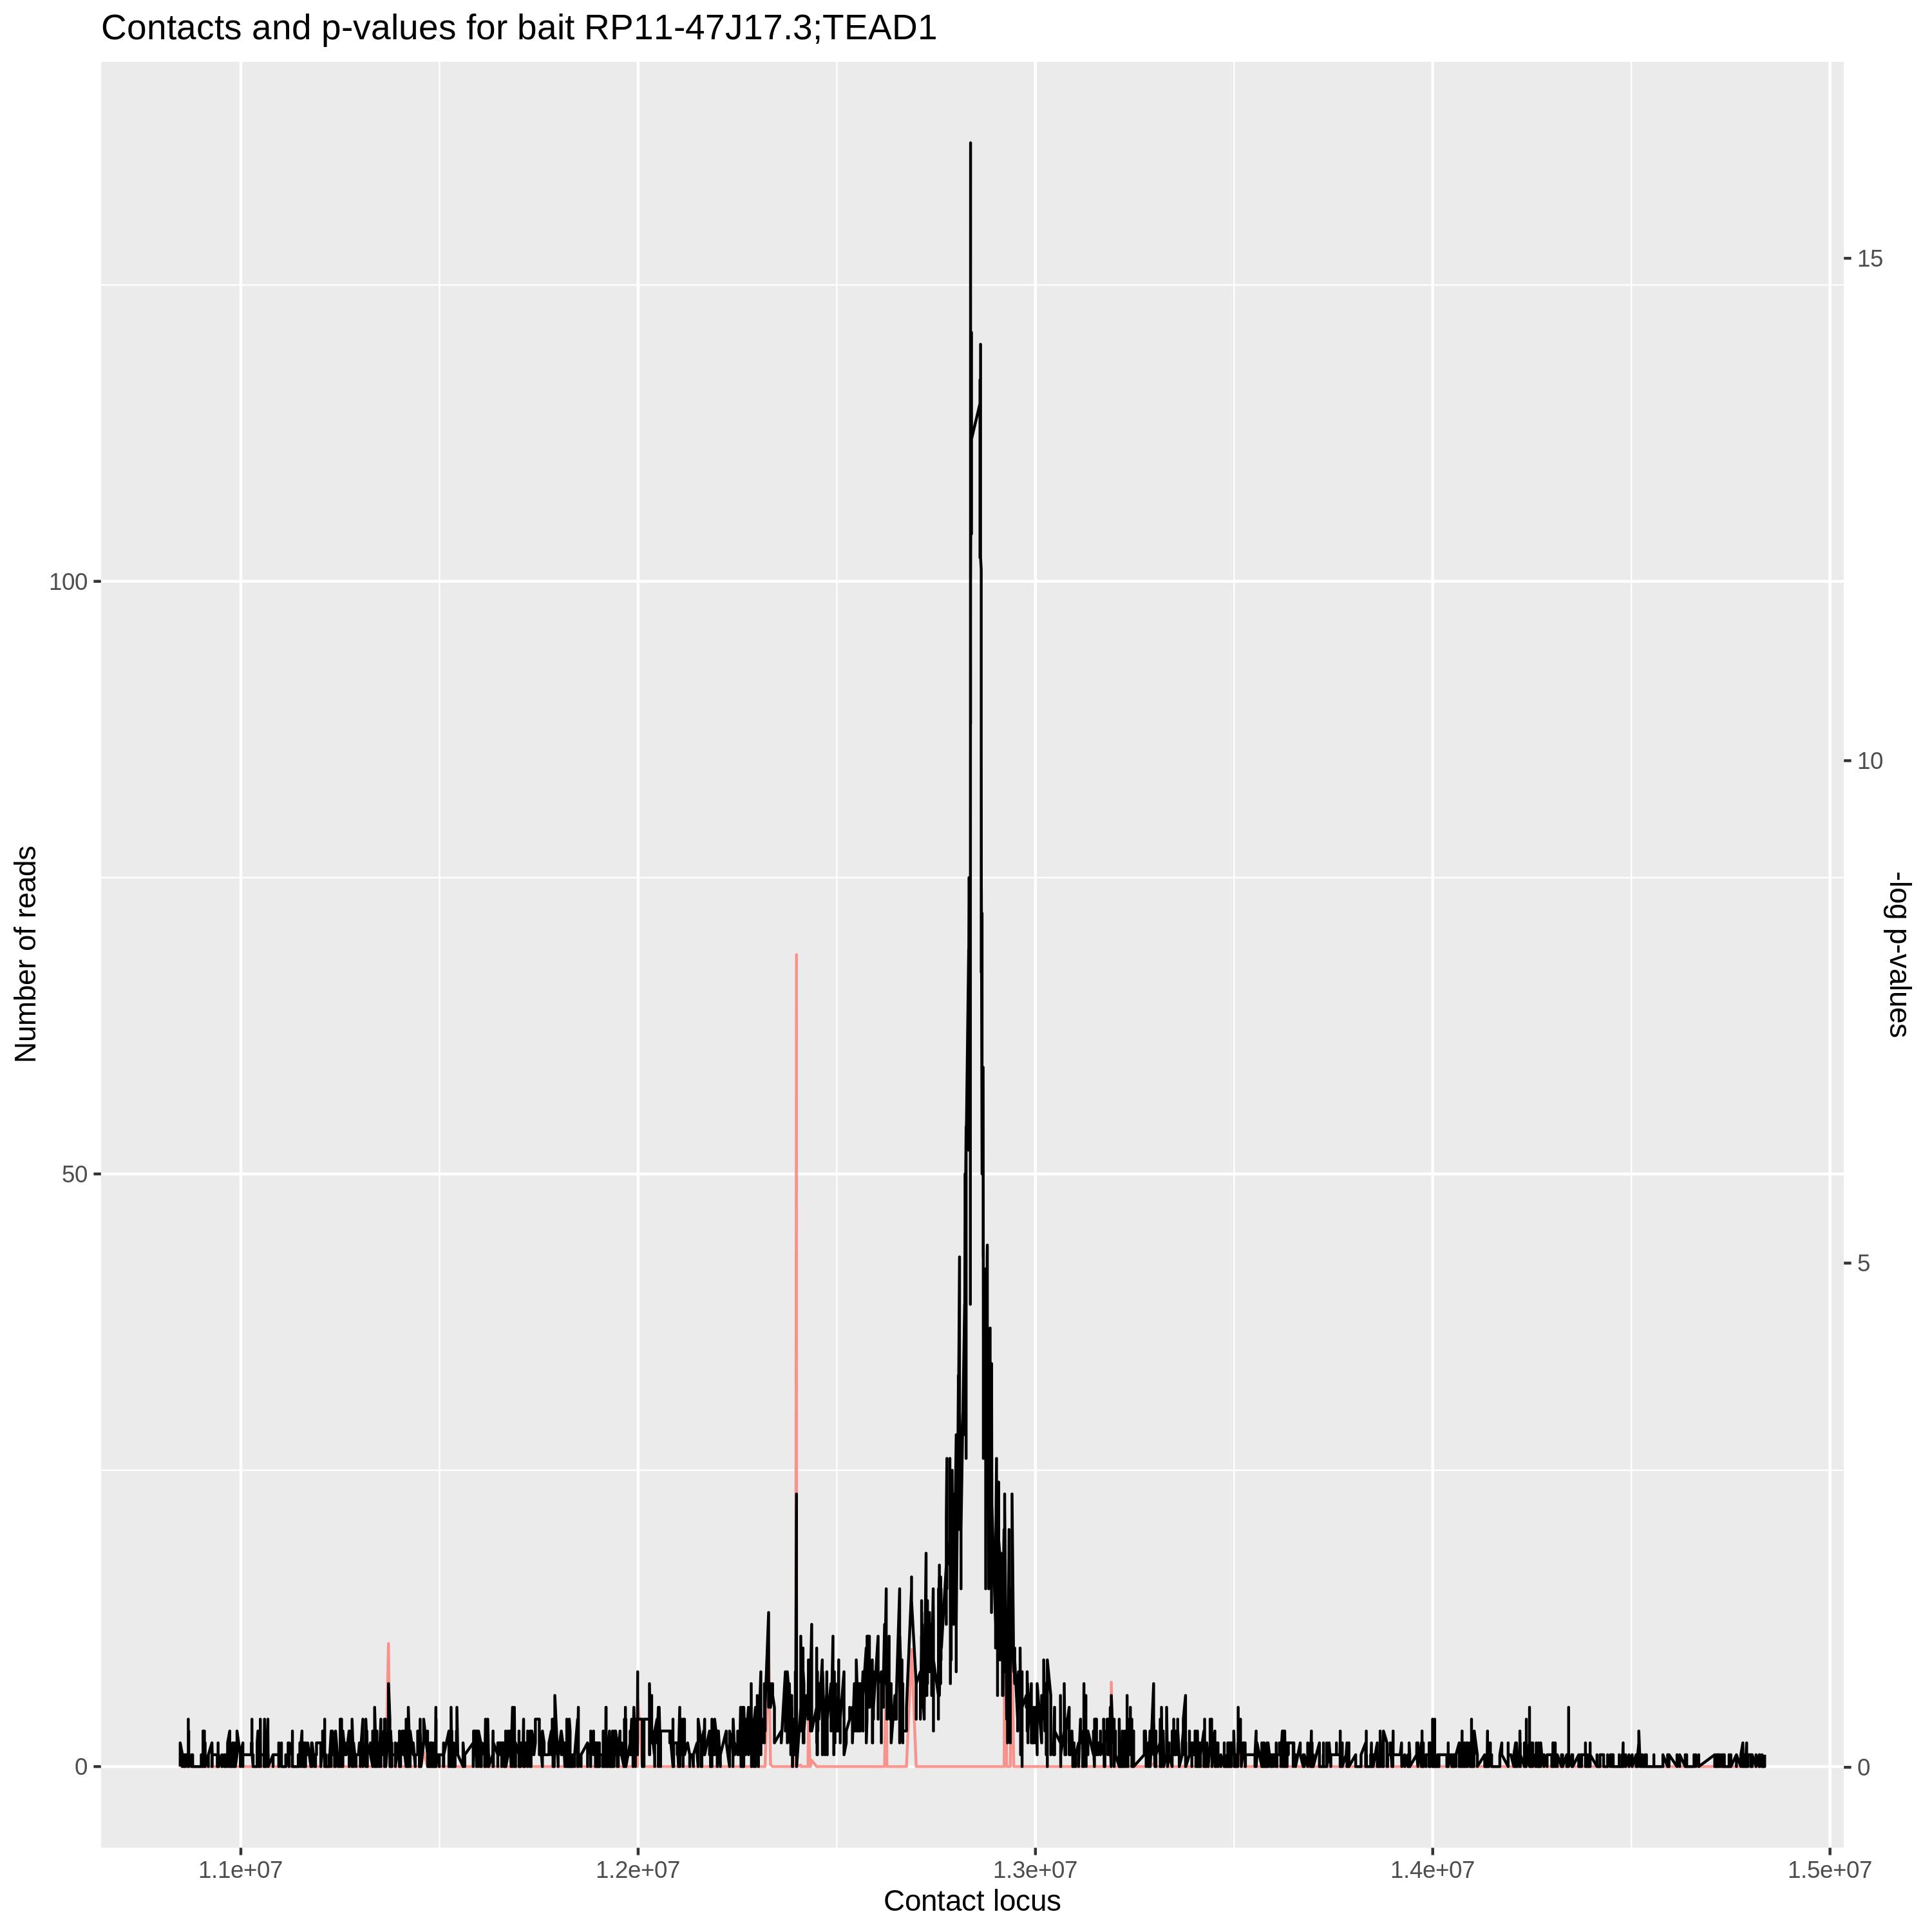 Contacts and p-values for bait RP11-47J17.3;TEAD1
Number of reads
100
50
0
15
10
5
0
-log p-values
1.1e+07 1.2e+07 1.3e+07 1.4e+07 1.5e+07
Contact locus